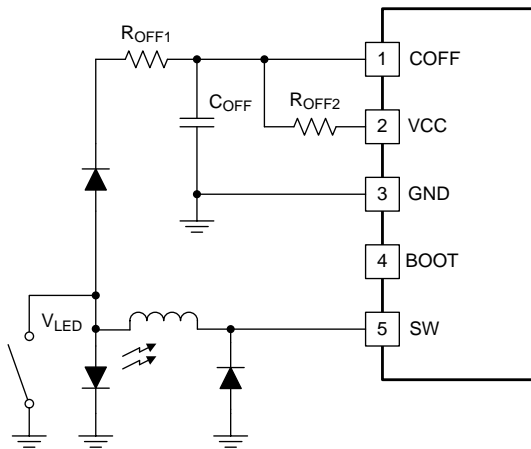 ROFF1
1 COFF
COFF
ROFF2
2 VCC
3 GND
4 BOOT
VLED
5 SW